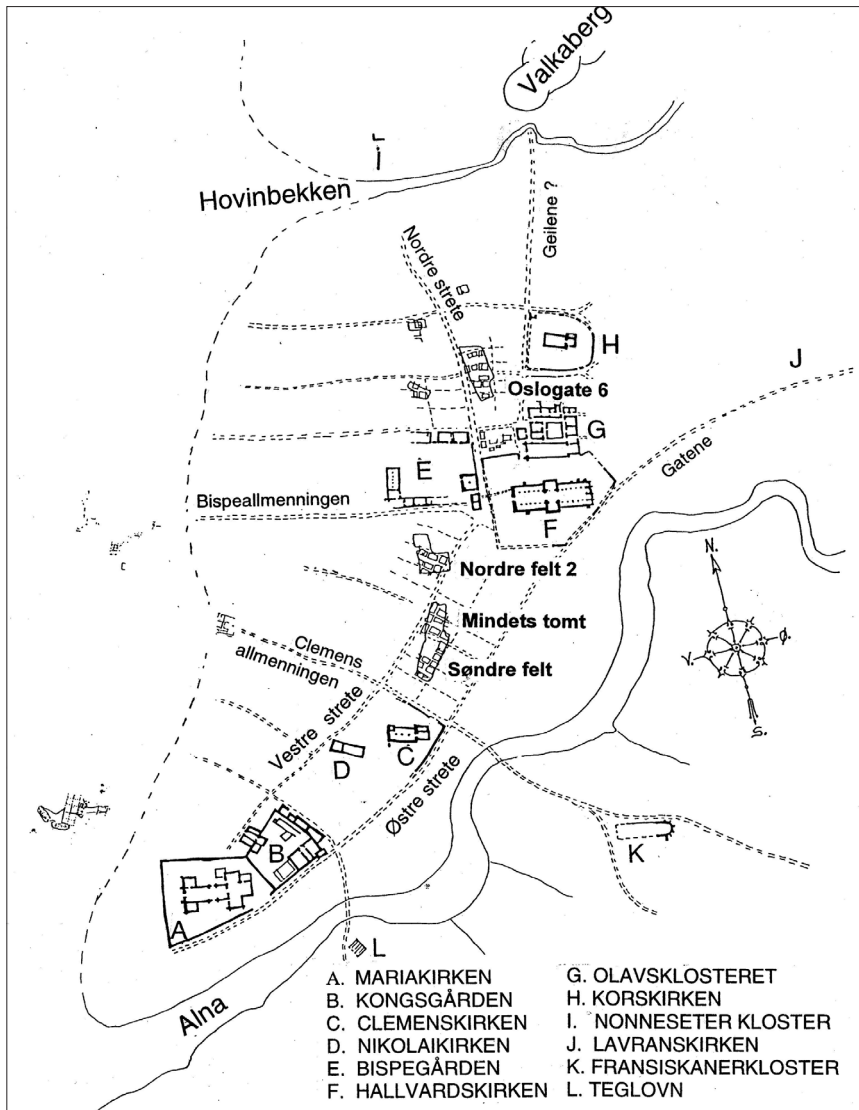 Valkaberg
I
Hovinbekken
Geilene ?
Nordre strete
H
J
Oslogate 6
G
Gatene
E
Bispeallmenningen
F
N.
Nordre felt 2
Mindets tomt
Ø.
V.
Clemens
allmenningen
Søndre felt
S.
Vestre strete
C
D
Østre strete
B
K
A
L
Alna
A. MARIAKIRKEN
B. KONGSGÅRDEN
C. CLEMENSKIRKEN
D. NIKOLAIKIRKEN
E. BISPEGÅRDEN
F. HALLVARDSKIRKEN
G. OLAVSKLOSTERET
H. KORSKIRKEN
I. NONNESETER KLOSTER
J. LAVRANSKIRKEN
K. FRANSISKANERKLOSTER
L. TEGLOVN